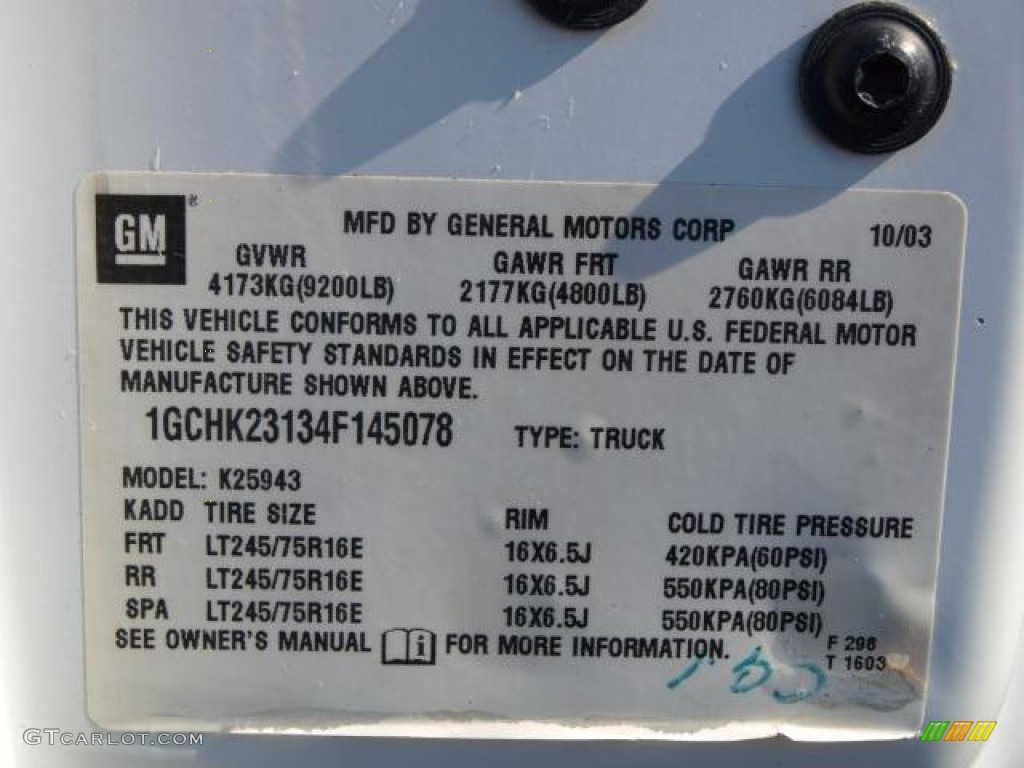 GM ®
MFD BY GENERAL MOTORS CORP 10/03
GVWR GAWR FRT GAWR RR
4173KG(9200LB) 2177KG(4800LB) 2760KG(6084LB)
THIS VEHICLE CONFORMS TO ALL APPLICABLE U.S. FEDERAL MOTOR
VEHICLE SAFETY STANDARDS IN EFFECT ON THE DATE OF
MANUFACTURE SHOWN ABOVE.
1GCHK23134F145078 TYPE: TRUCK
MODEL: K25943
KADD TIRE SIZE RIM COLD TIRE PRESSURE
FRT LT245/75R16E 16X6.5J 420KPA(60PSI)
RR LT245/75R16E 16X6.5J 550KPA(80PSI)
SPA LT245/75R16E 16X6.5J 550KPA(80PSI)
SEE OWNER'S MANUAL i FOR MORE INFORMATION.
F 298
T 1603
GTCARLOT.COM